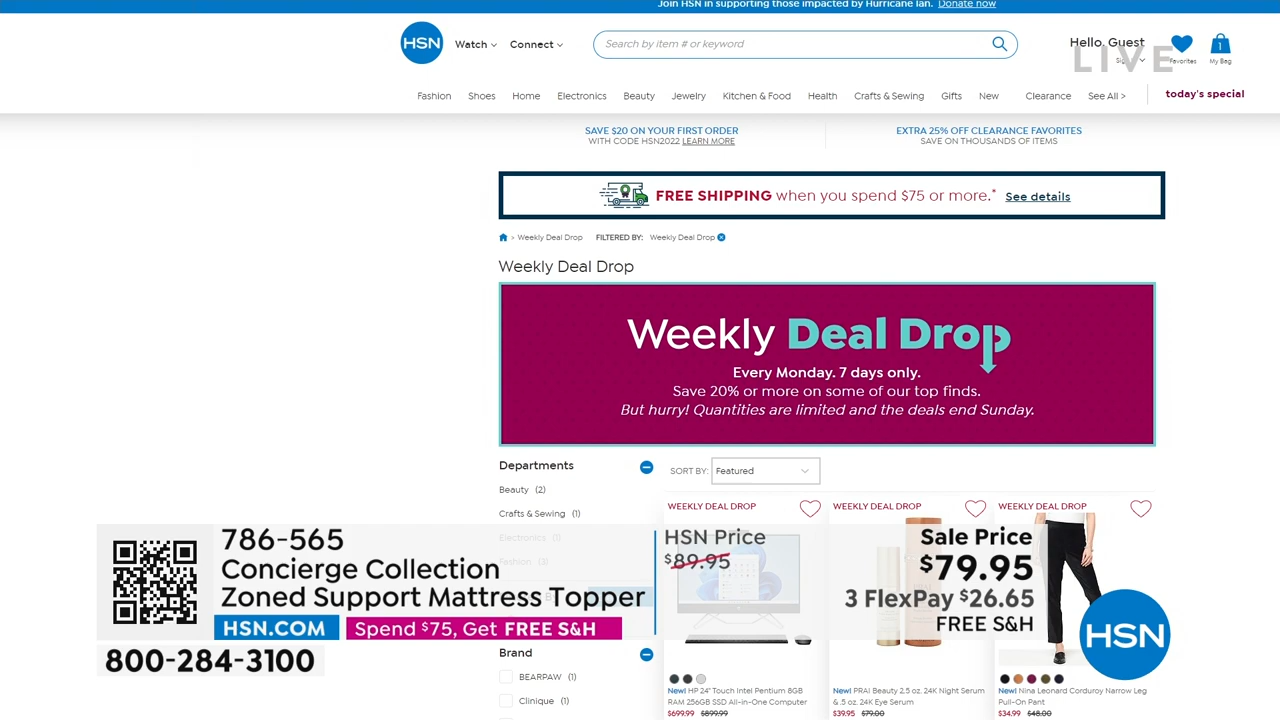 Join HSN in supporting those impacted by Hurricane Ian. Donate now
HSN
Watch
Connect
Search by item # or keyword
Hello, Guest
LIVE
Favorites
1
My Bag
Fashion Shoes Home Electronics Beauty Jewelry Kitchen & Food Health Crafts & Sewing Gifts New Clearance See All > today's special
SAVE $20 ON YOUR FIRST ORDER
WITH CODE HSN2022 LEARN MORE
EXTRA 25% OFF CLEARANCE FAVORITES
SAVE ON THOUSANDS OF ITEMS
FREE SHIPPING when you spend $75 or more.* See details
> Weekly Deal Drop FILTERED BY: Weekly Deal Drop
Weekly Deal Drop
Weekly Deal Drop
Every Monday. 7 days only.
Save 20% or more on some of our top finds.
But hurry! Quantities are limited and the deals end Sunday.
Departments
SORT BY: Featured
Beauty (2)
Crafts & Sewing (1)
Electronics (1)
Fashion (3)
WEEKLY DEAL DROP
WEEKLY DEAL DROP
WEEKLY DEAL DROP
786-565
Concierge Collection
Zoned Support Mattress Topper
HSN.COM
Spend $75, Get FREE S&H
800-284-3100
HSN Price
$89.95
Sale Price
$79.95
3 FlexPay $26.65
FREE S&H
HSN
Brand
BEARPAW (1)
Clinique (1)
New! HP 24" Touch Intel Pentium 8GB
RAM 256GB SSD All-in-One Computer
$699.99 $899.99
New! PRAI Beauty 2.5 oz. 24K Night Serum
& .5 oz. 24K Eye Serum
$39.95 $79.00
New! Nina Leonard Corduroy Narrow Leg
Pull-On Pant
$34.99 $48.00